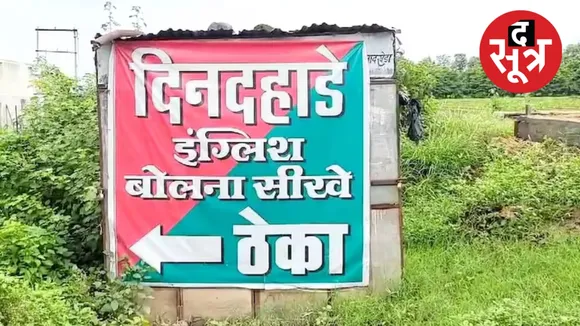 द
सूत्र
दिनदहाडे
इंग्लिश
बोलना सीखे
ठेका